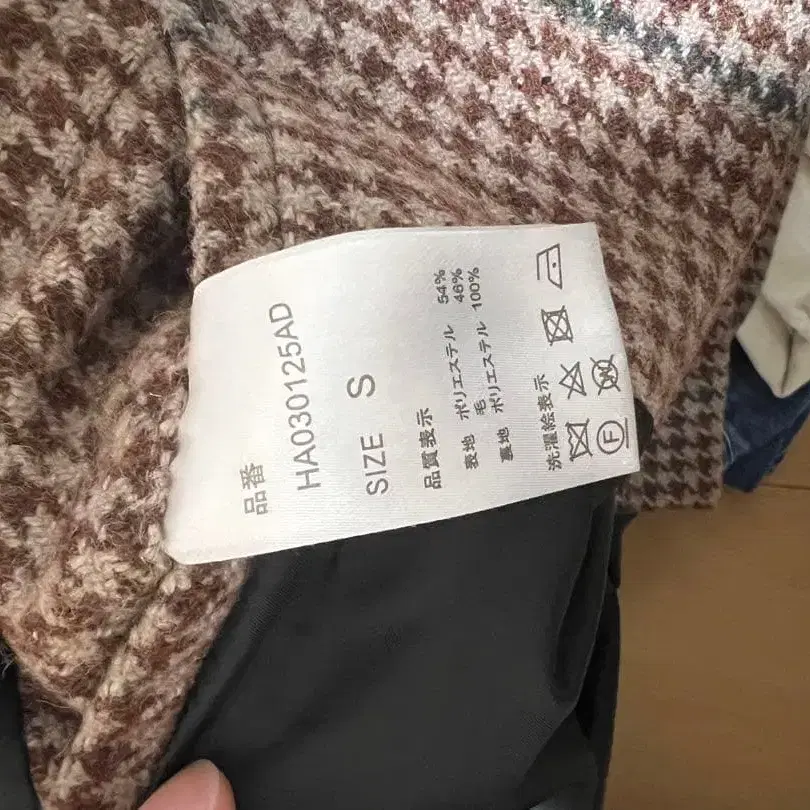 品番
HA030125AD
SIZE S
品質表示
表地 ポリエステル 54%
毛 46%
裏地 ポリエステル 100%
洗濯絵表示
F W